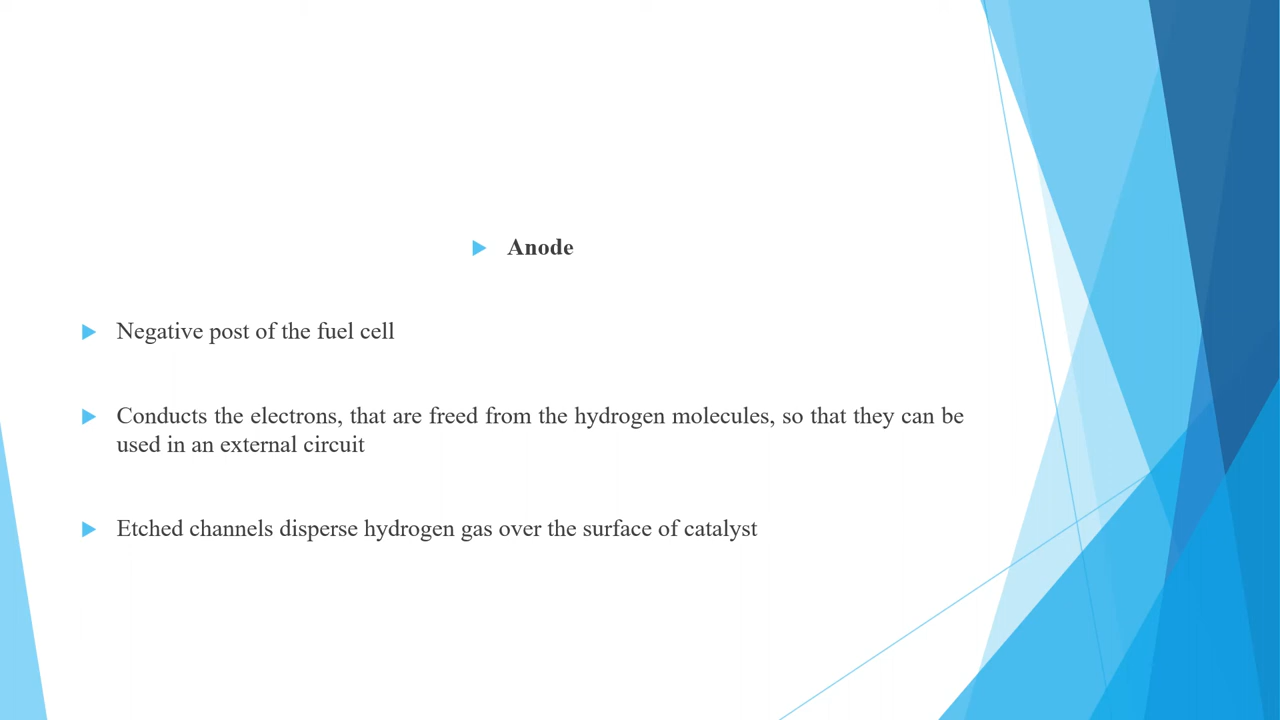 Anode
Negative post of the fuel cell
Conducts the electrons, that are freed from the hydrogen molecules, so that they can be
used in an external circuit
Etched channels disperse hydrogen gas over the surface of catalyst